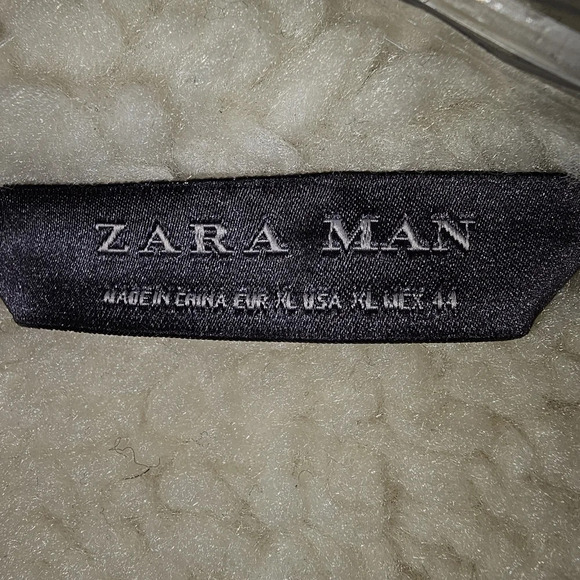 ZARA MAN
MADE IN CHINA EUR XL USA XL MEX 44